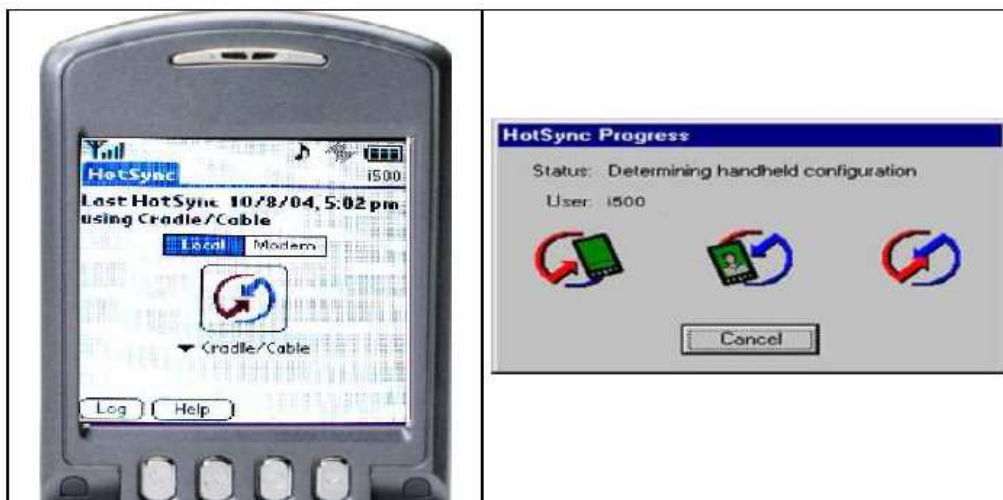 HotSync
i500
Last HotSync 10/8/04, 5:02 pm
using Cradle/Cable
Local Modem
Cradle/Cable
Log Help
HotSync Progress
Status: Determining handheld configuration
User: i500
Cancel